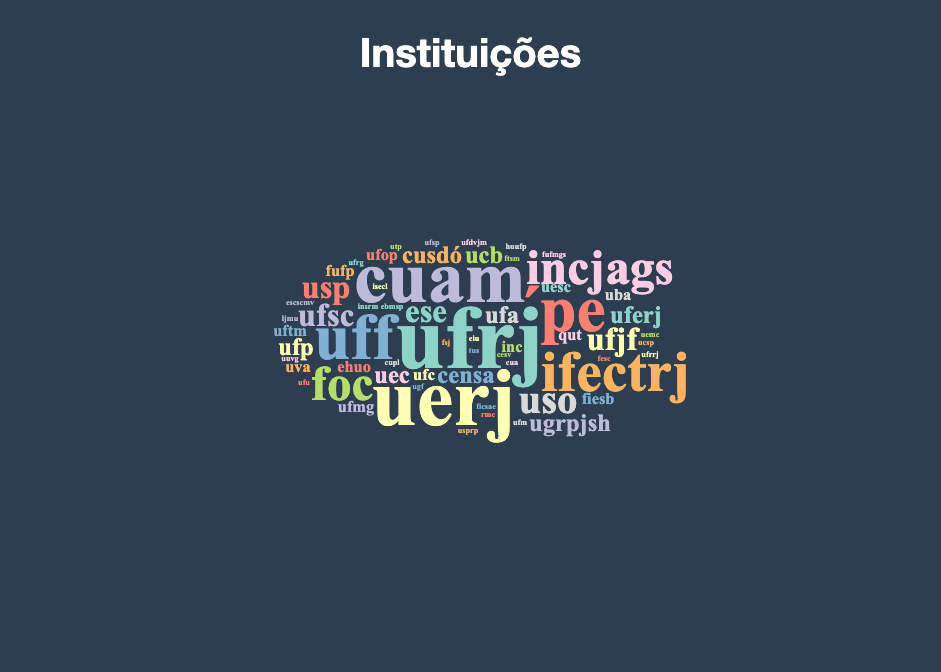 Instituições
utp ufsp ufdvjm huufp
ufrg ufop cusdó ucb ftsm fufmgs
fufp isecl cuam incjags
usp uesc uba
escscmv insrm ebmsp ´pe
ljmu ufsc ese ufa uferj
uftm uff ufrj qut ufjf uemc
ufp fsj eiu inc ucsp
uuvg tus cesv fesc ufrrj
uva ehuo cupl cua ifectrj
ufu foc uec ufc censa
ugf uerj uso fiesb
ufmg ficsae
rmc ufm ugrpjsh
usprp